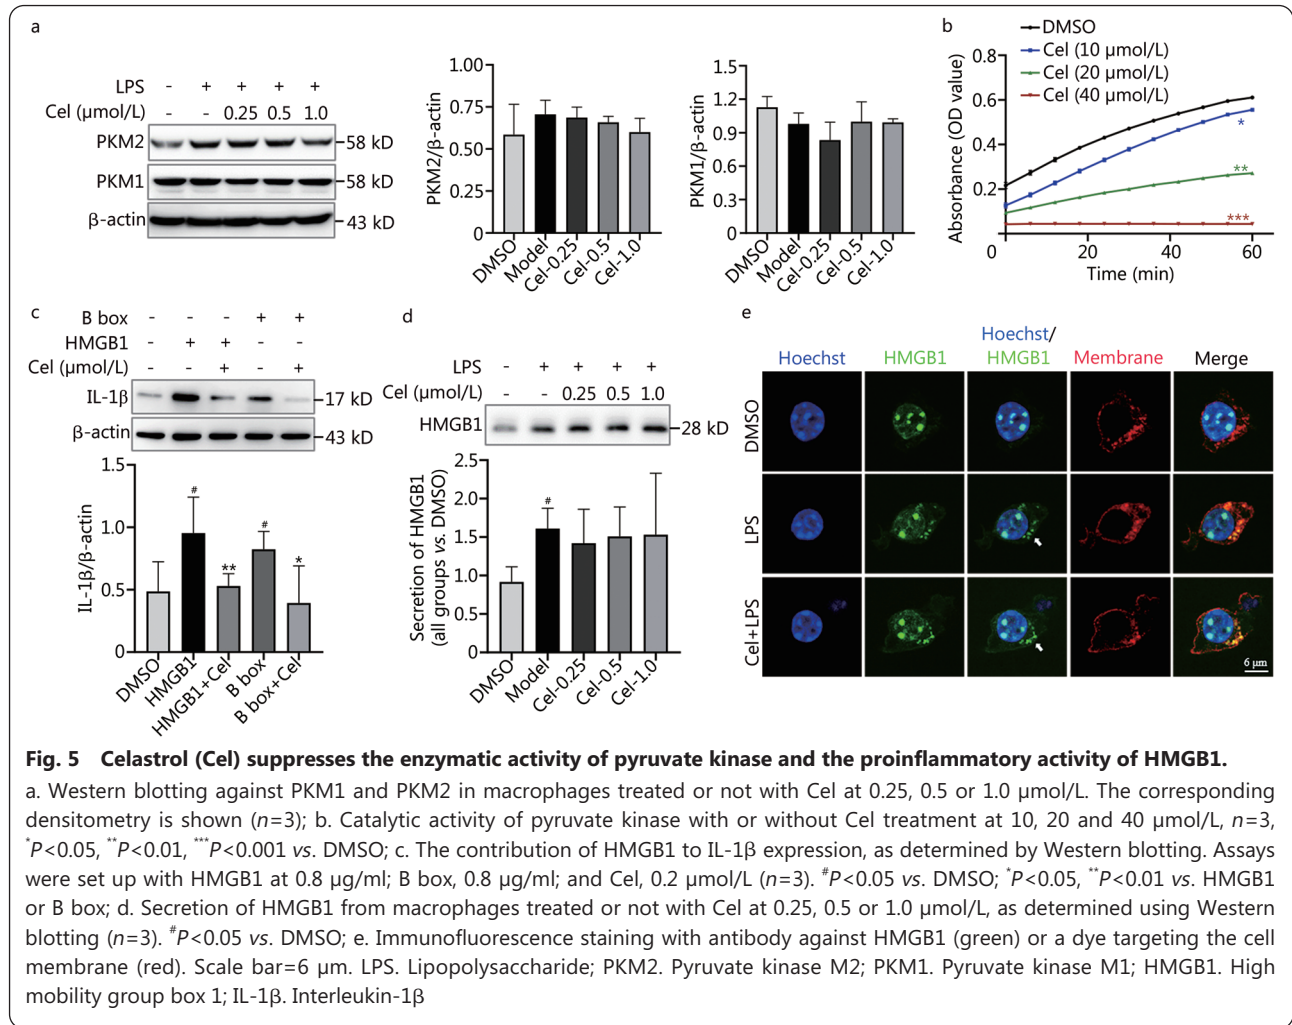 a
LPS - + + + +
Cel (μmol/L) - - 0.25 0.5 1.0
PKM2 58 kD
PKM1 58 kD
β-actin 43 kD
PKM2/β-actin
1.00
0.75
0.50
0.25
0
DMSO
Model
Cel-0.25
Cel-0.5
Cel-1.0
PKM1/β-actin
1.5
1.2
0.9
0.6
0.3
0
DMSO
Model
Cel-0.25
Cel-0.5
Cel-1.0
b
DMSO
Cel (10 μmol/L)
Cel (20 μmol/L)
Cel (40 μmol/L)
Absorbance (OD value)
0.8
0.6
0.4
0.2
*
**
***
0 20 40 60
Time (min)
c
B box - - - + +
HMGB1 - + + - -
Cel (μmol/L) - - + - +
IL-1β 17 kD
β-actin 43 kD
IL-1β/β-actin
1.5
1.0
0.5
0
#
**
#
*
DMSO
HMGB1
HMGB1+Cel
B box
B box+Cel
d
LPS - + + + +
Cel (μmol/L) - - 0.25 0.5 1.0
HMGB1 28 kD
Secretion of HMGB1
(all groups vs. DMSO)
2.5
2.0
1.5
1.0
0.5
0
#
DMSO
Model
Cel-0.25
Cel-0.5
Cel-1.0
e
Hoechst HMGB1 Hoechst/
HMGB1 Membrane Merge
DMSO
LPS
Cel+LPS
6 μm
Fig. 5 Celastrol (Cel) suppresses the enzymatic activity of pyruvate kinase and the proinflammatory activity of HMGB1.
a. Western blotting against PKM1 and PKM2 in macrophages treated or not with Cel at 0.25, 0.5 or 1.0 μmol/L. The corresponding
densitometry is shown (n=3); b. Catalytic activity of pyruvate kinase with or without Cel treatment at 10, 20 and 40 μmol/L, n=3,
*P<0.05, **P<0.01, ***P<0.001 vs. DMSO; c. The contribution of HMGB1 to IL-1β expression, as determined by Western blotting. Assays
were set up with HMGB1 at 0.8 μg/ml; B box, 0.8 μg/ml; and Cel, 0.2 μmol/L (n=3). #P<0.05 vs. DMSO; *P<0.05, **P<0.01 vs. HMGB1
or B box; d. Secretion of HMGB1 from macrophages treated or not with Cel at 0.25, 0.5 or 1.0 μmol/L, as determined using Western
blotting (n=3). #P<0.05 vs. DMSO; e. Immunofluorescence staining with antibody against HMGB1 (green) or a dye targeting the cell
membrane (red). Scale bar=6 μm. LPS. Lipopolysaccharide; PKM2. Pyruvate kinase M2; PKM1. Pyruvate kinase M1; HMGB1. High
mobility group box 1; IL-1β. Interleukin-1β